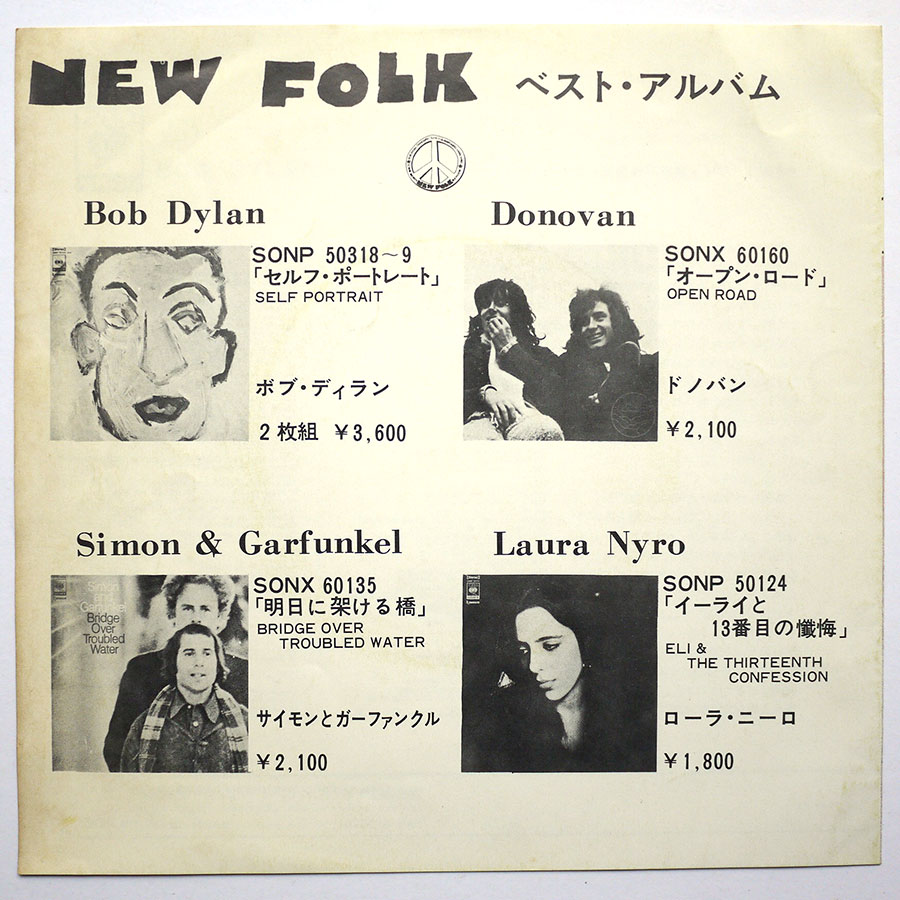 NEW FOLK ベスト・アルバム
NEW FOLK
Bob Dylan
SONP 50318～9
「セルフ・ポートレート」
SELF PORTRAIT
ボブ・ディラン
2枚組 ￥3,600
Donovan
SONX 60160
「オープン・ロード」
OPEN ROAD
ドノバン
￥2,100
Simon & Garfunkel
Simon
and
Garfunkel
Bridge
Over
Troubled
Water
SONX 60135
「明日に架ける橋」
BRIDGE OVER
TROUBLED WATER
サイモンとガーファンクル
￥2,100
Laura Nyro
SONP 50124
「イーライと
13番目の懺悔」
ELI &
THE THIRTEENTH
CONFESSION
ローラ・ニーロ
￥1,800